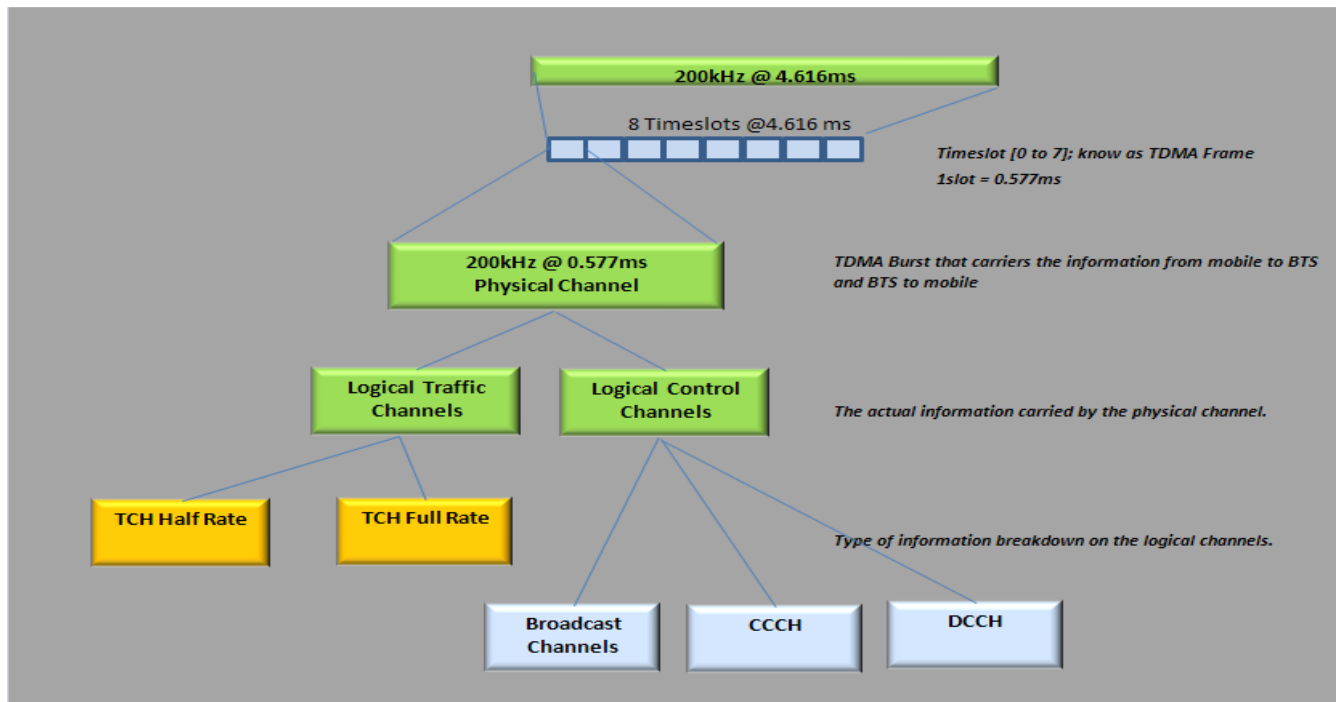 200kHz @ 4.616ms
8 Timeslots @4.616 ms
Timeslot [0 to 7]; know as TDMA Frame
1slot = 0.577ms
200kHz @ 0.577ms
Physical Channel
TDMA Burst that carriers the information from mobile to BTS
and BTS to mobile
Logical Traffic
Channels
Logical Control
Channels
The actual information carried by the physical channel.
TCH Half Rate
TCH Full Rate
Type of information breakdown on the logical channels.
Broadcast
Channels
CCCH
DCCH